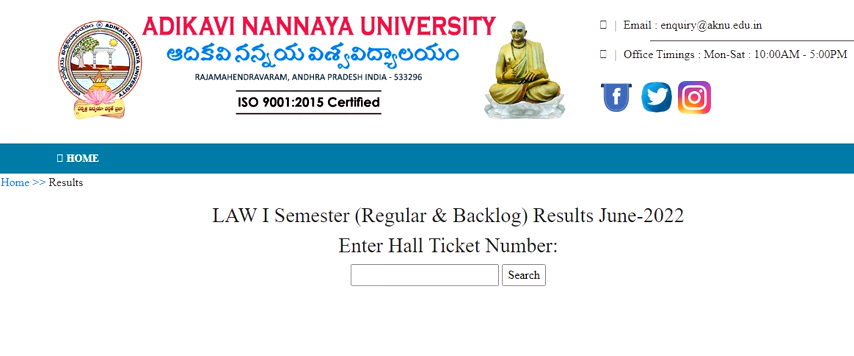 ADIKAVI NANNAYA UNIVERSITY
ఆదికవి నన్నయ విశ్వవిద్యాలయం
RAJAMAHENDRAVARAM, ANDHRA PRADESH INDIA - 533296
ISO 9001:2015 Certified
| Email : enquiry@aknu.edu.in
| Office Timings : Mon-Sat : 10:00AM - 5:00PM
HOME
Home >> Results
LAW I Semester (Regular & Backlog) Results June-2022
Enter Hall Ticket Number:
Search